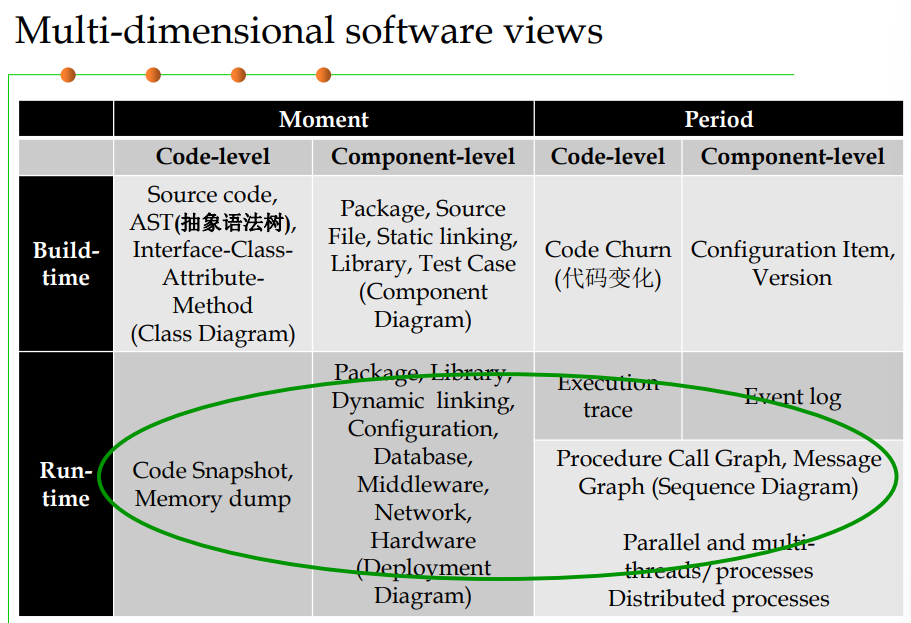 Multi-dimensional software views
Moment
Period
Code-level
Component-level
Code-level
Component-level
Build-
time
Source code,
AST(抽象语法树),
Interface-Class-
Attribute-
Method
(Class Diagram)
Package, Source
File, Static linking,
Library, Test Case
(Component
Diagram)
Code Churn
(代码变化)
Configuration Item,
Version
Run-
time
Code Snapshot,
Memory dump
Package, Library,
Dynamic linking,
Configuration,
Database,
Middleware,
Network,
Hardware
(Deployment
Diagram)
Execution
trace
Event log
Procedure Call Graph, Message
Graph (Sequence Diagram)
Parallel and multi-
threads/processes
Distributed processes